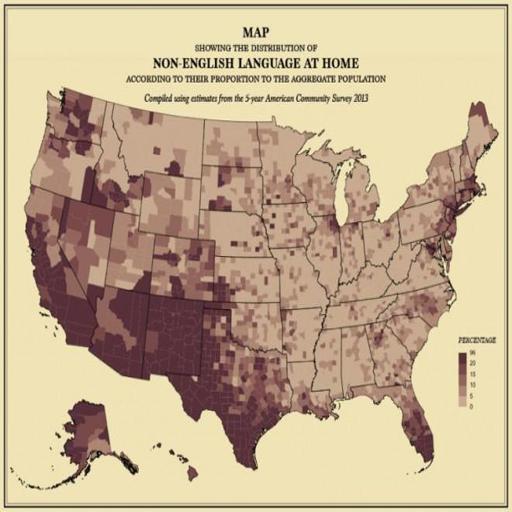 MAP
SHOWING THE DISTRIBUTION OF
NON-ENGLISH LANGUAGE AT HOME
ACCORDING TO THEIR PROPORTION TO THE AGGREGATE POPULATION
Compiled using estimates from the 5-year American Community Survey 2013
PERCENTAGE
96
20
15
10
5
0